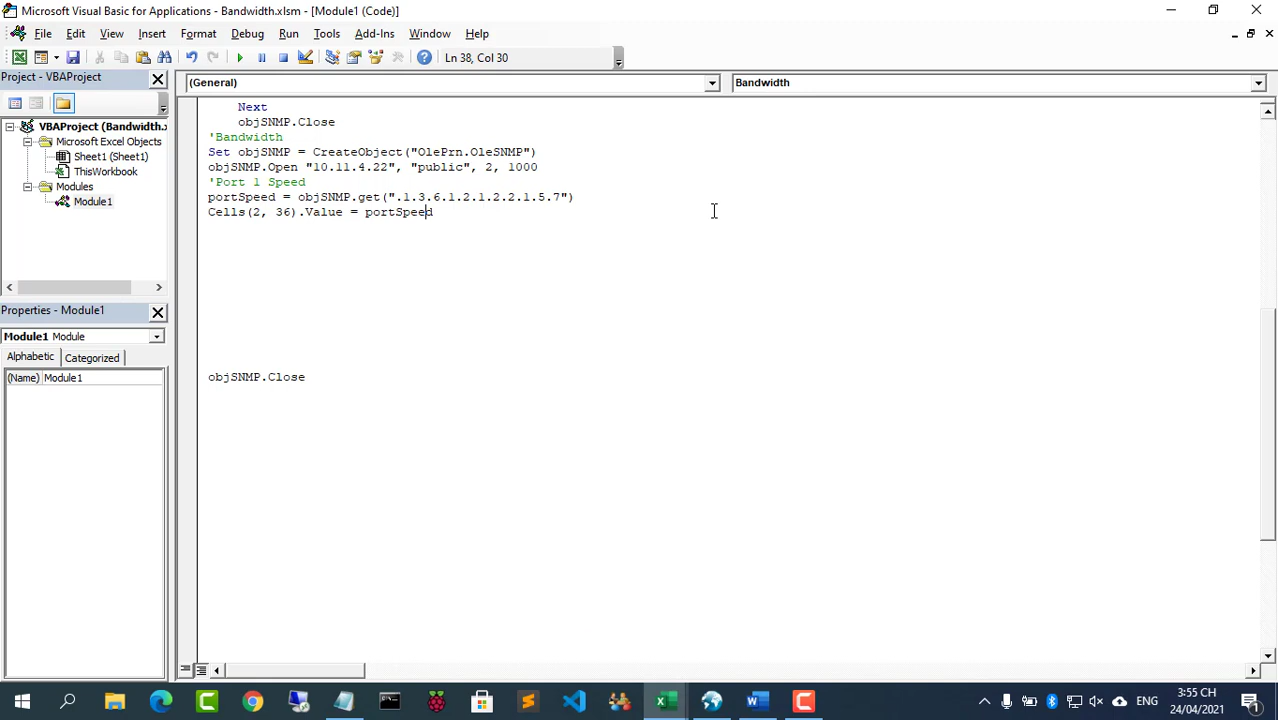 Microsoft Visual Basic for Applications - Bandwidth.xlsm - [Module1 (Code)]
File Edit View Insert Format Debug Run Tools Add-Ins Window Help
Ln 38, Col 30
Project - VBAProject
(General)
Bandwidth
VBAProject (Bandwidth.x
Microsoft Excel Objects
Sheet1 (Sheet1)
ThisWorkbook
Modules
Module1
Properties - Module1
Module1 Module
Alphabetic Categorized
(Name) Module1
Next
objSNMP.Close
'Bandwidth
Set objSNMP = CreateObject("OlePrn.OleSNMP")
objSNMP.Open "10.11.4.22", "public", 2, 1000
'Port 1 Speed
portSpeed = objSNMP.get(".1.3.6.1.2.1.2.2.1.5.7")
Cells(2, 36).Value = portSpeed
objSNMP.Close
ENG
3:55 CH
24/04/2021
1